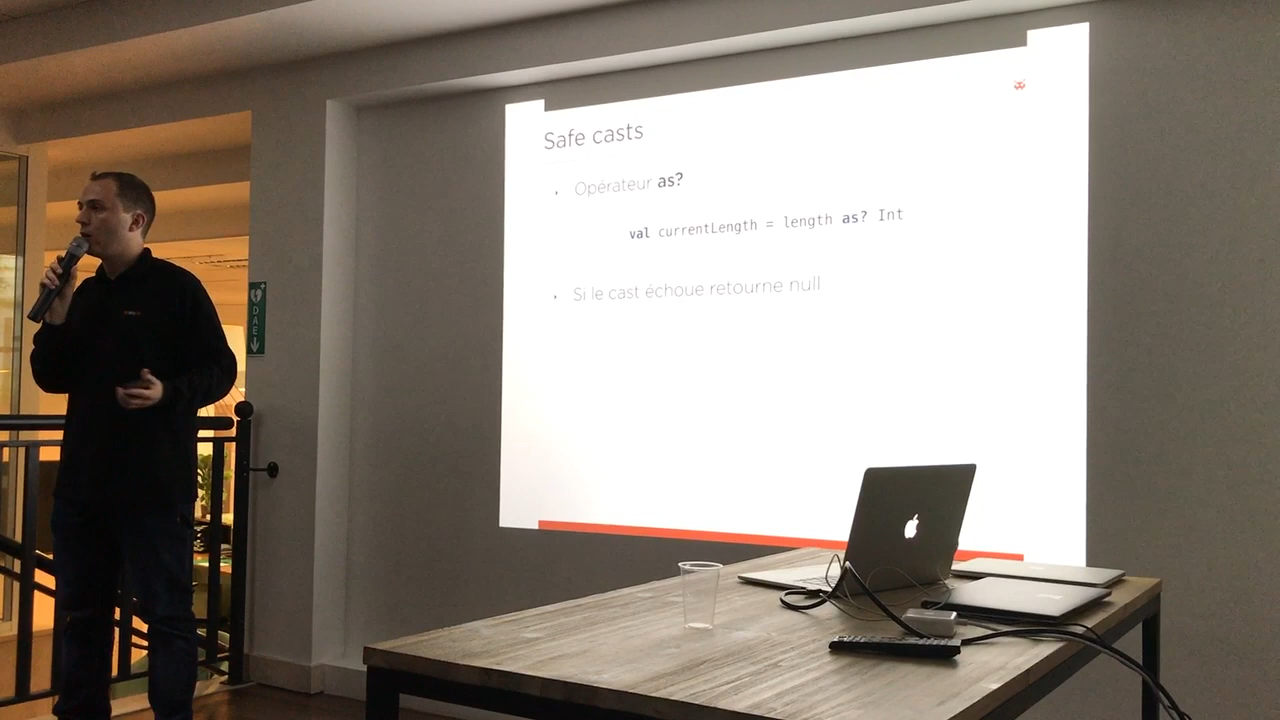 Safe casts
Opérateur as?
val currentLength = length as? Int
Si le cast échoue retourne null
DAE